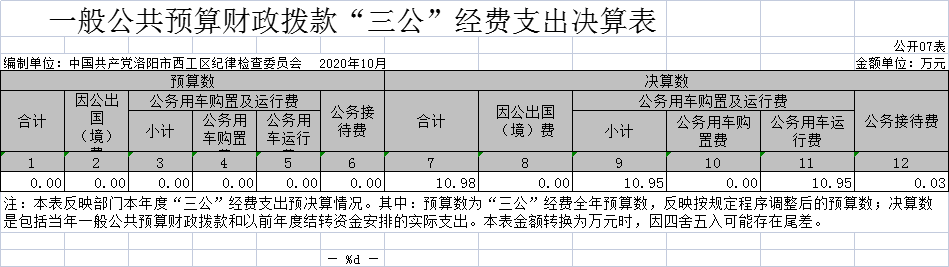 一般公共预算财政拨款“三公”经费支出决算表
公开07表
编制单位：中国共产党洛阳市西工区纪律检查委员会 2020年10月 金额单位：万元
预算数 决算数
合计 因公出国（境）费 公务用车购置及运行费 公务接待费 合计 因公出国（境）费 公务用车购置及运行费 公务接待费
小计 公务用车购置 公务用车运行 小计 公务用车购置费 公务用车运行费
1 2 3 4 5 6 7 8 9 10 11 12
0.00 0.00 0.00 0.00 0.00 0.00 10.98 0.00 10.95 0.00 10.95 0.03
注：本表反映部门本年度“三公”经费支出预决算情况。其中：预算数为“三公”经费全年预算数，反映按规定程序调整后的预算数；决算数
是包括当年一般公共预算财政拨款和以前年度结转资金安排的实际支出。本表金额转换为万元时，因四舍五入可能存在尾差。
— %d —